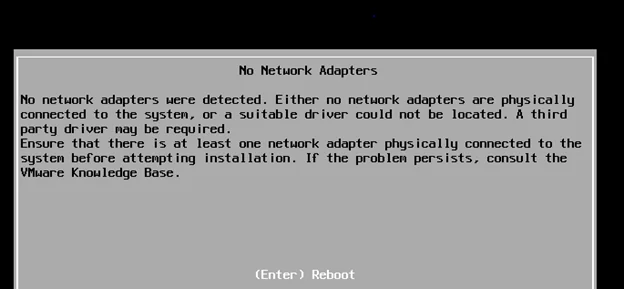 No Network Adapters
No network adapters were detected. Either no network adapters are physically
connected to the system, or a suitable driver could not be located. A third
party driver may be required.
Ensure that there is at least one network adapter physically connected to the
system before attempting installation. If the problem persists, consult the
VMware Knowledge Base.
(Enter) Reboot